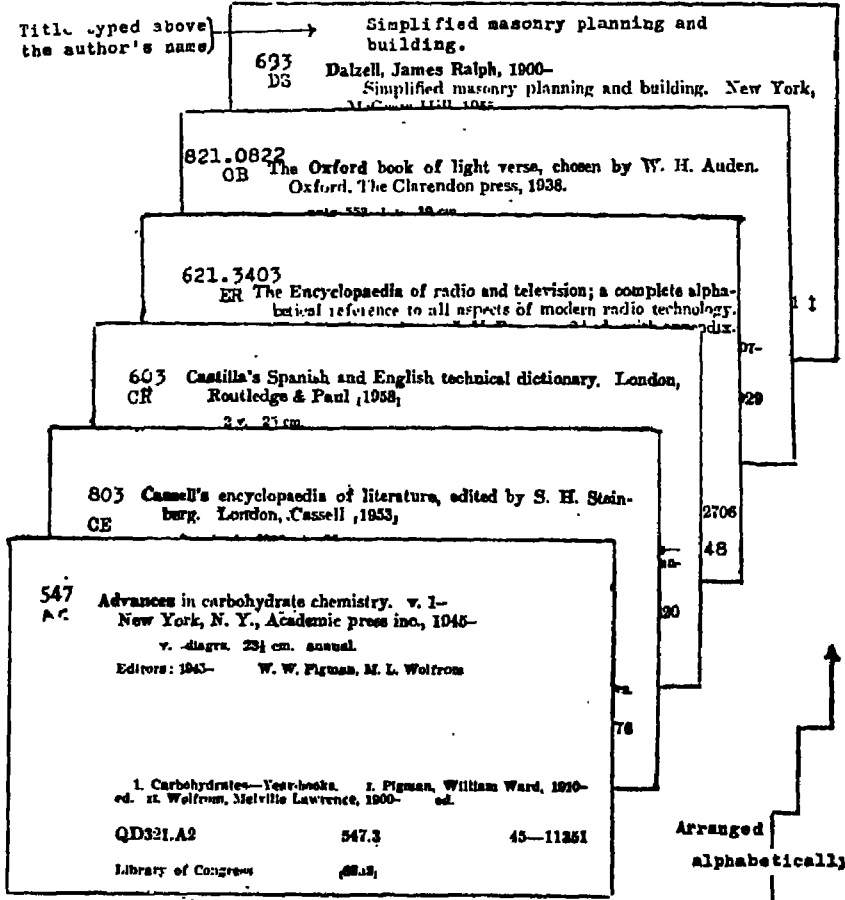 Title typed above
the author's name
Simplified masonry planning and
building.
693
DS
Dalzell, James Ralph, 1900–
Simplified masonry planning and building. New York,
821.0822
OB
The Oxford book of light verse, chosen by W. H. Auden.
Oxford, The Clarendon press, 1938.
621.3403
ER
The Encyclopaedia of radio and television; a complete alpha-
betical reference to all aspects of modern radio technology.
07–
029
603
CR
Castilla's Spanish and English technical dictionary. London,
Routledge & Paul [1958]
2 v. 25 cm.
2706
48
803
CE
Cassell's encyclopaedia of literature, edited by S. H. Stein-
berg. London, Cassell [1953]
20
76
547
Advances in carbohydrate chemistry. v. 1–
New York, N. Y., Academic press inc., 1945–
v. diagrs. 23½ cm. annual.
Editors: 1945– W. W. Pigman, M. L. Wolfrom
1. Carbohydrates—Year-books. I. Pigman, William Ward, 1910–
ed. II. Wolfrom, Melville Lawrence, 1900– ed.
QD321.A2 547.3 45—11351
Library of Congress
Arranged
alphabetically